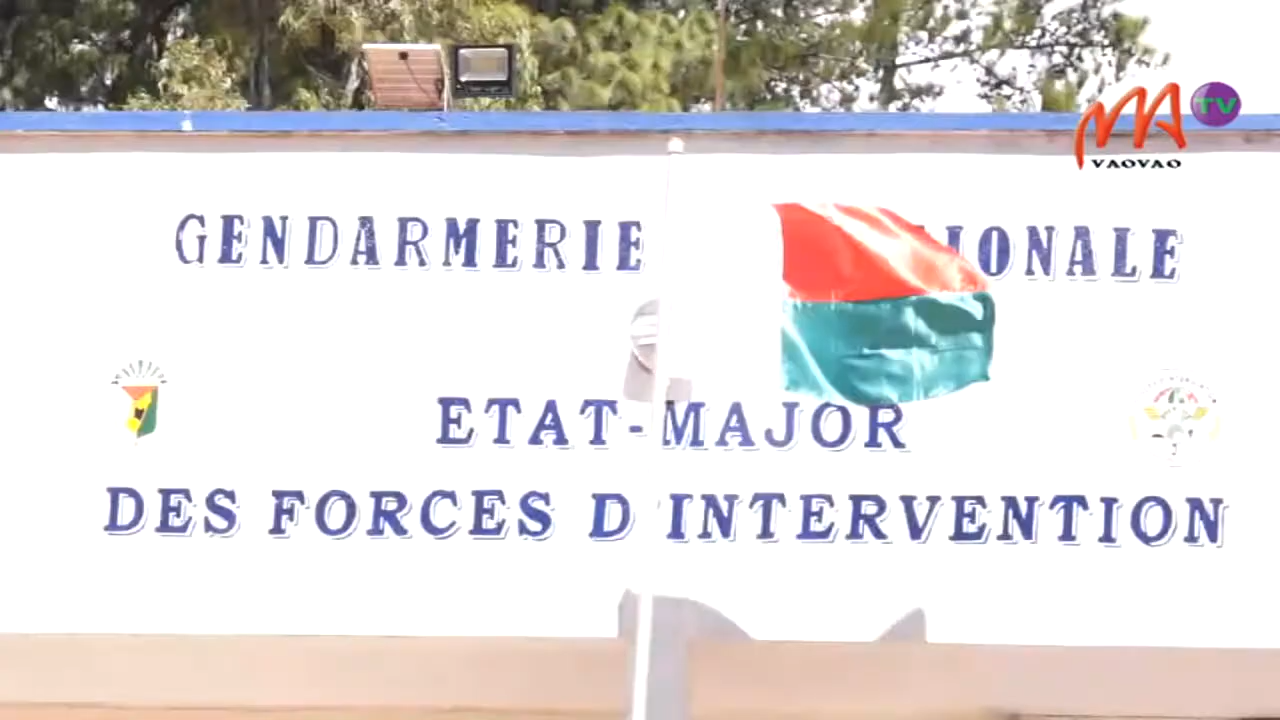 MA TV
VAOVAO
GENDARMERIE IONALE
ETAT-MAJOR
DES FORCES D'INTERVENTION